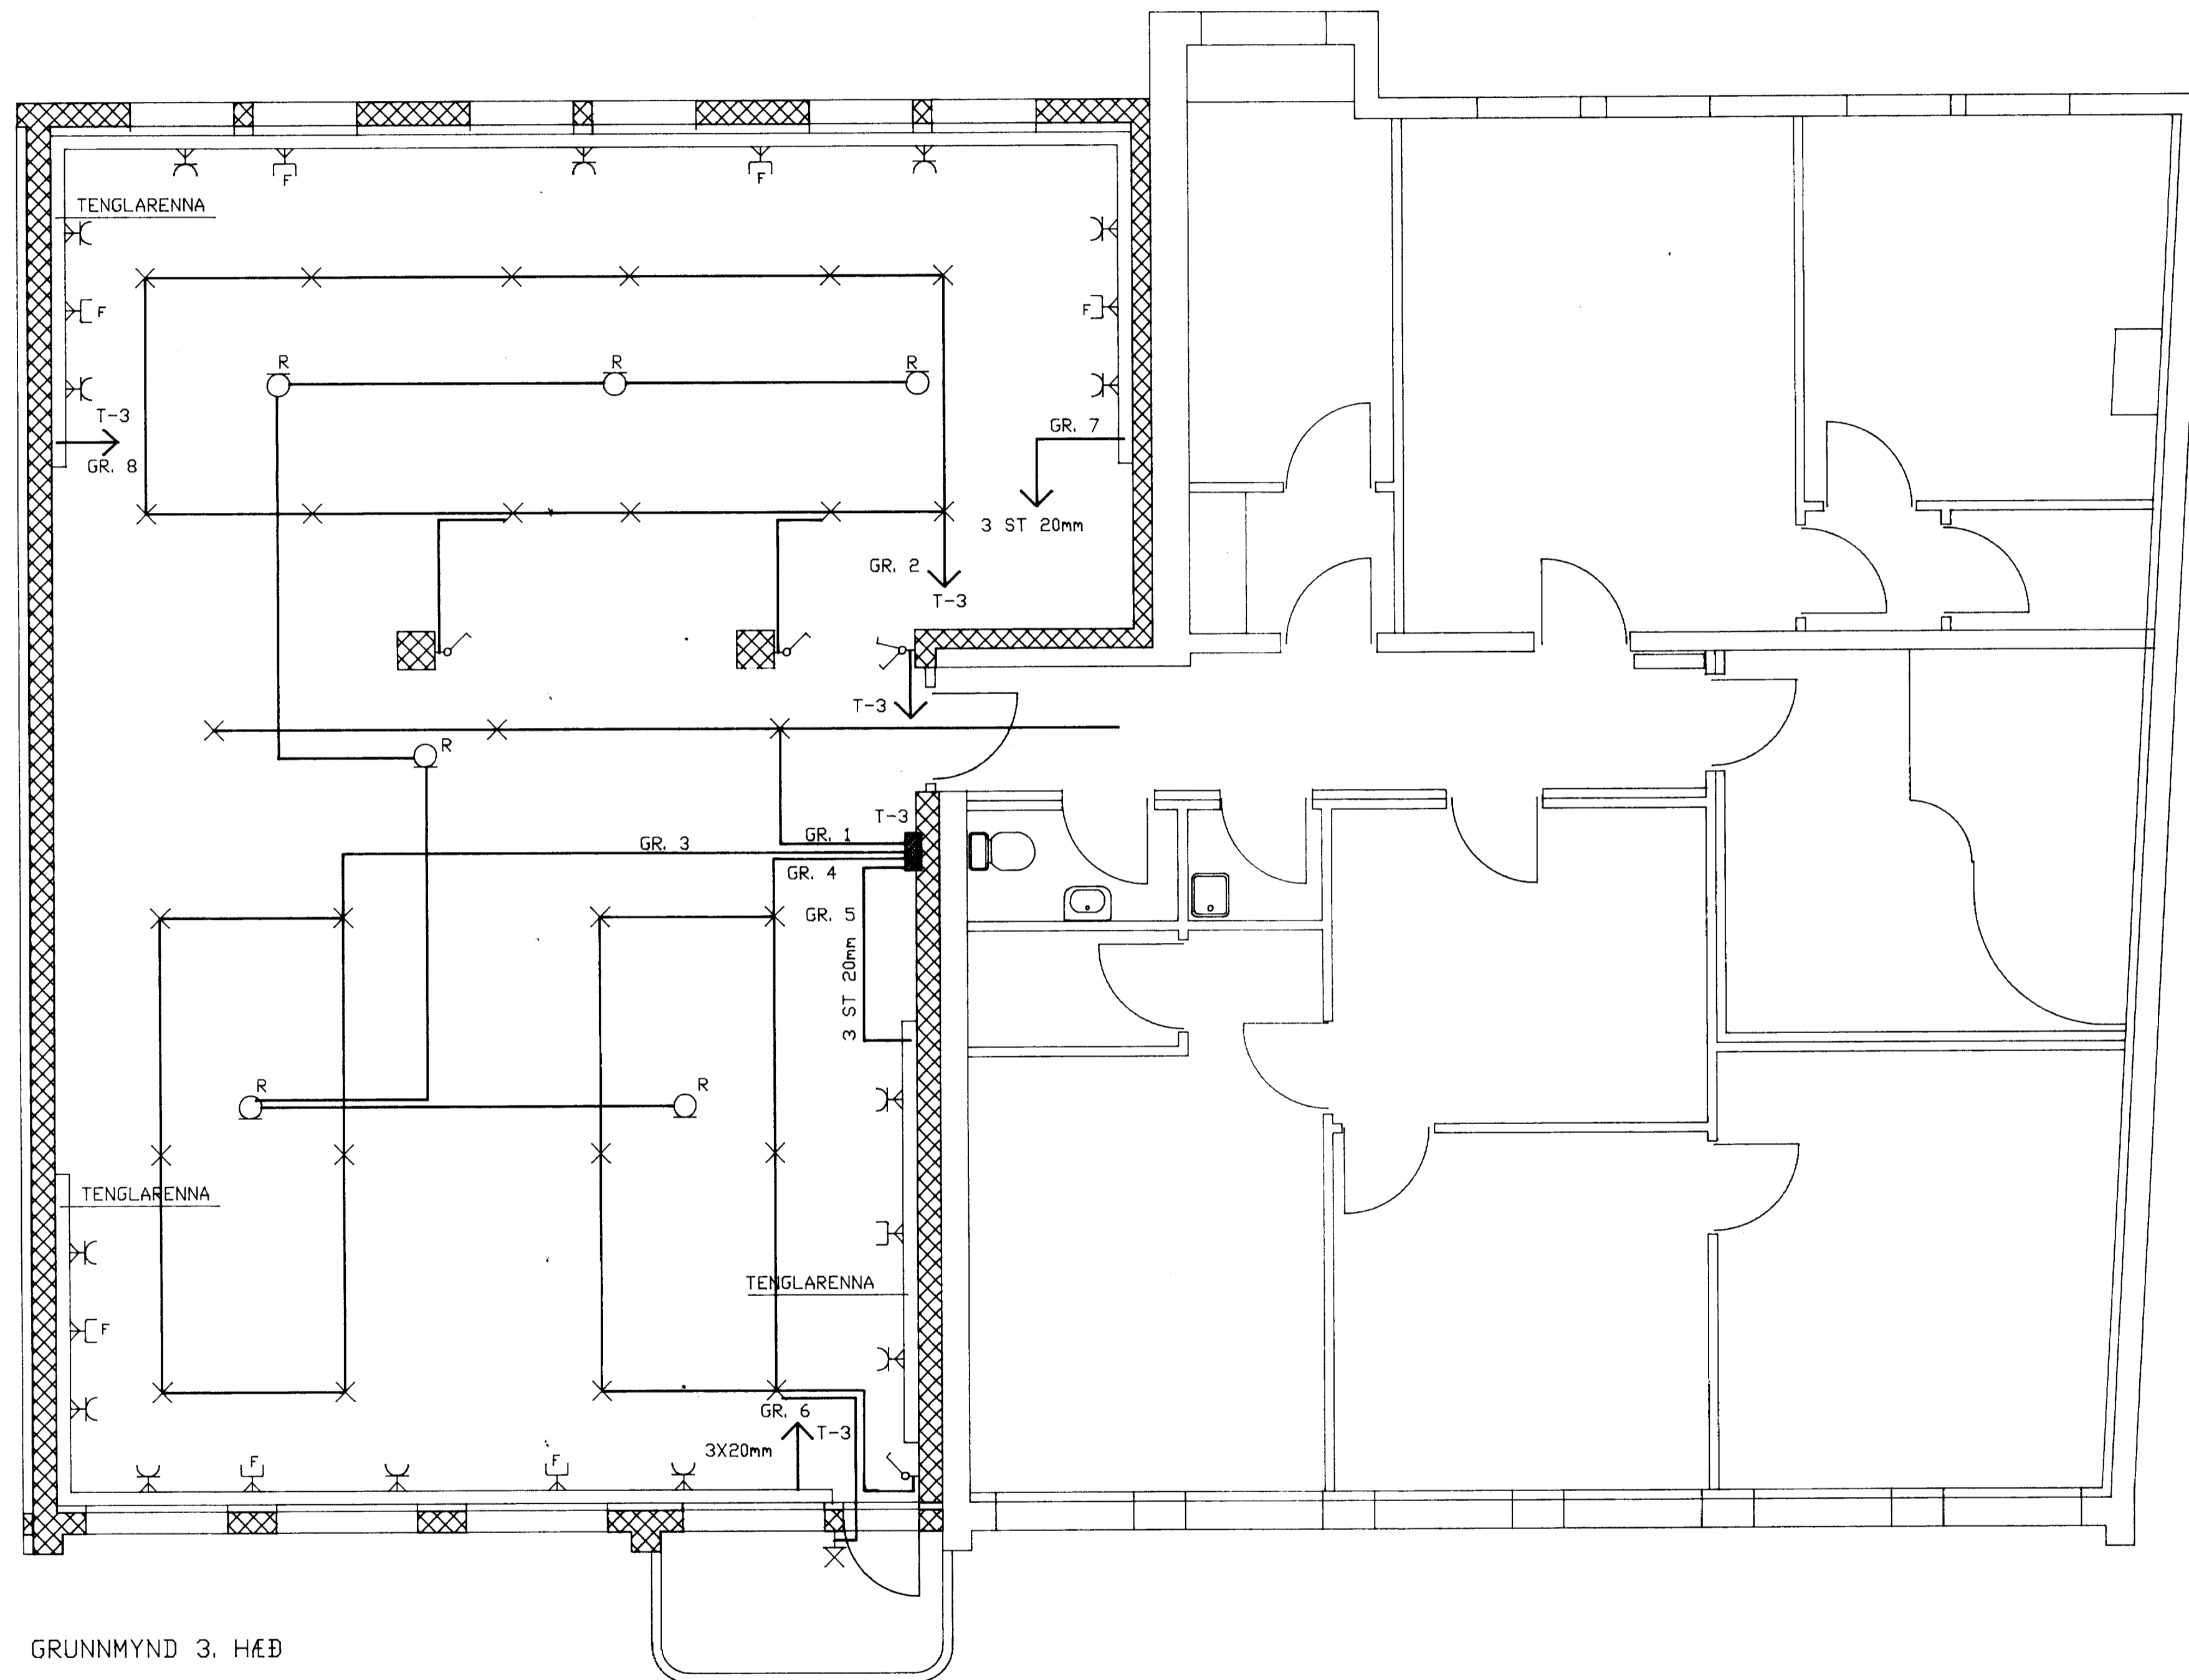 F
F
TENGLARENNA
F
F
R
R
R
T-3
GR. 8
GR. 7
3 ST 20mm
GR. 2
T-3
T-3
R
T-3
GR. 1
GR. 3
GR. 4
GR. 5
3 ST 20mm
R
R
TENGLARENNA
TENGLARENNA
F
GR. 6
T-3
3X20mm
F
F
GRUNNMYND 3. HÆÐ